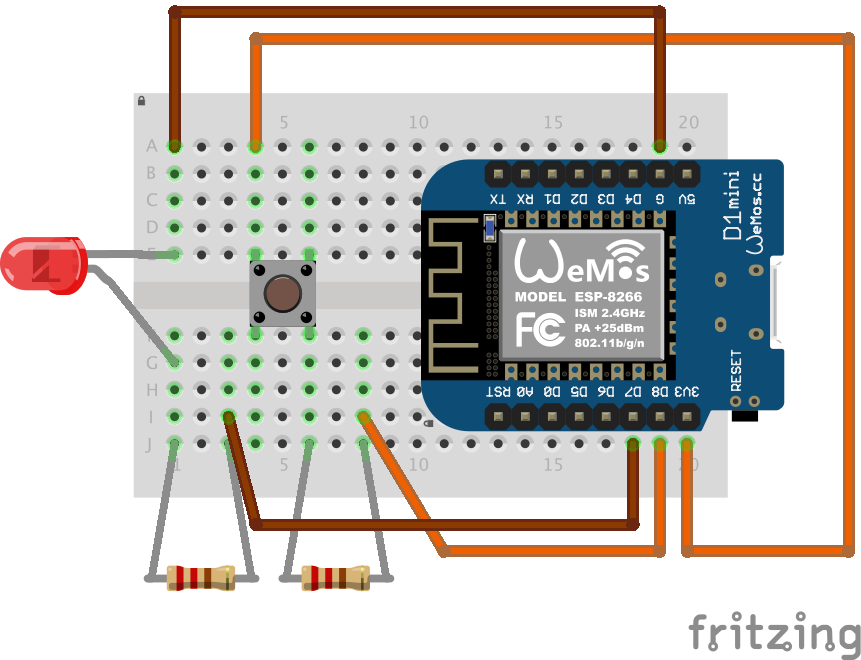 5 10 15 20
A
B
C
D
E
TX RX D1 D2 D3 D4 G 5V
D1 mini
WeMos.cc
WeMos
MODEL ESP-8266
ISM 2.4GHz
FC PA +25dBm
802.11b/g/n
F
G
H
I
J
RST A0 D0 D5 D6 D7 D8 3V3
RESET
1 5 10 15 20
fritzing